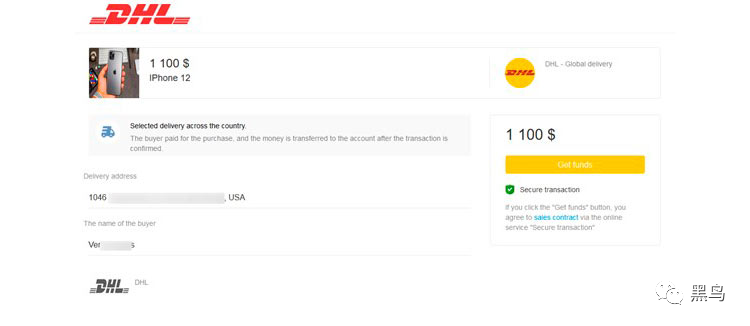 DHL
1 100 $
IPhone 12
DHL
DHL - Global delivery
Selected delivery across the country.
The buyer paid for the purchase, and the money is transferred to the account after the transaction is
confirmed.
Delivery address
1046 , USA
The name of the buyer
Ver s
DHL
DHL
1 100 $
Get funds
Secure transaction
If you click the "Get funds" button, you
agree to sales contract via the online
service "Secure transaction"
黑鸟